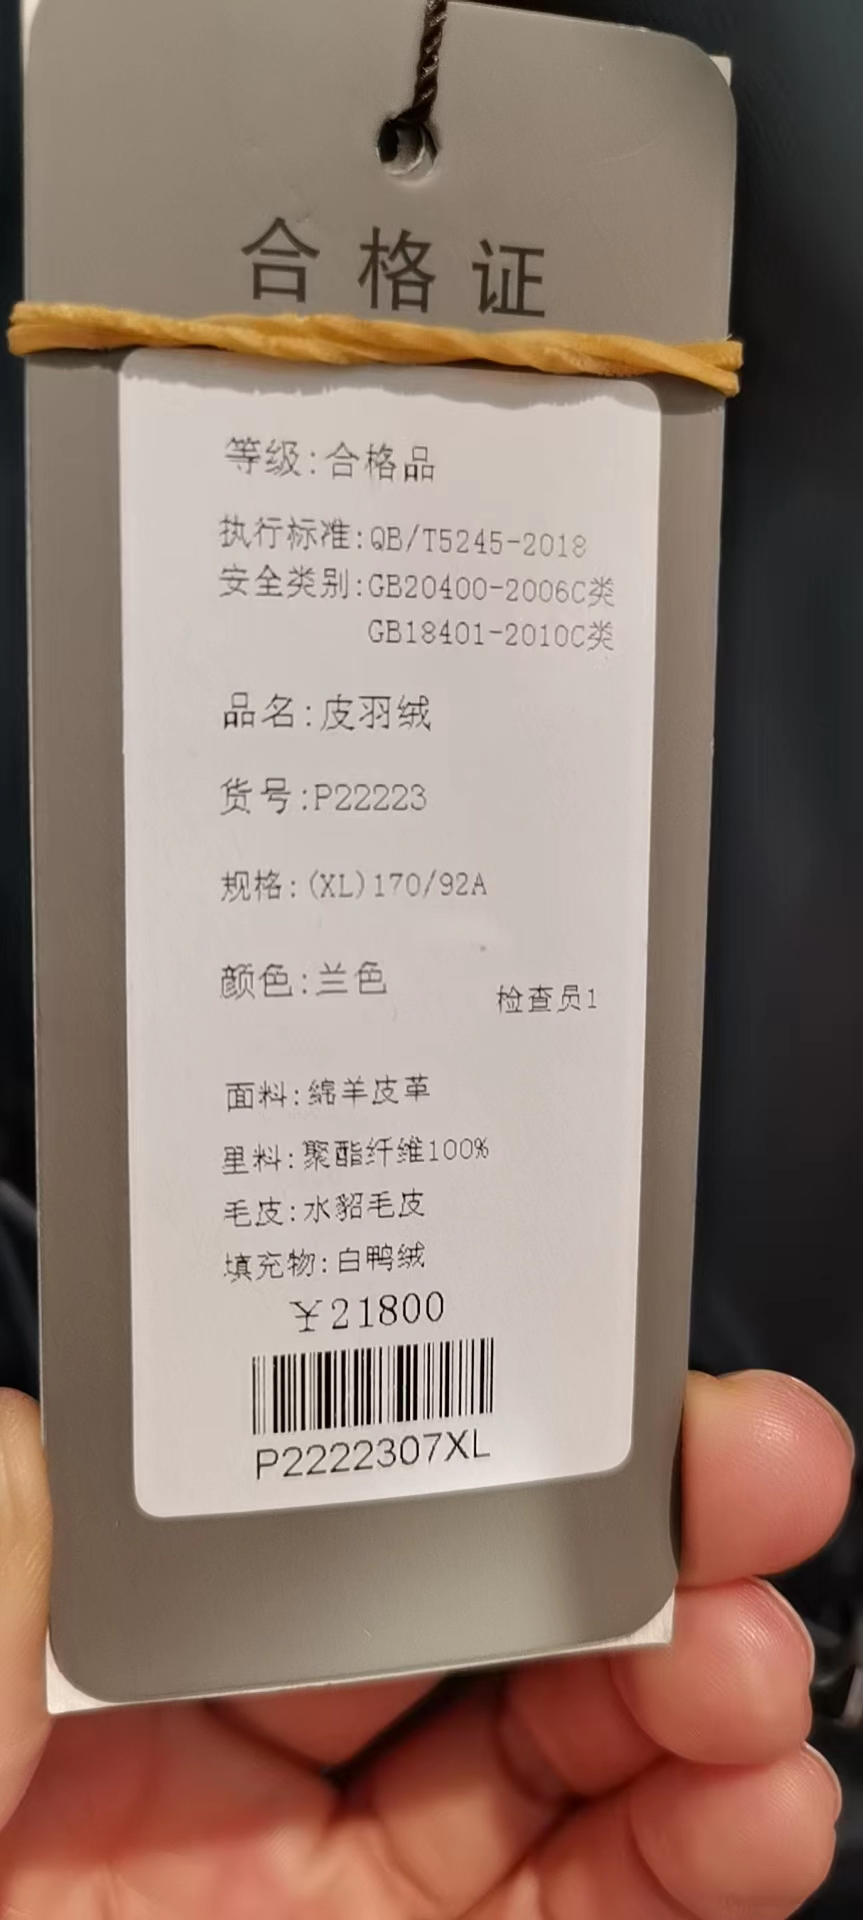 合格证
等级:合格品
执行标准:QB/T5245-2018
安全类别:GB20400-2006C类
GB18401-2010C类
品名:皮羽绒
货号:P22223
规格:(XL)170/92A
颜色:兰色
检查员1
面料:绵羊皮革
里料:聚酯纤维100%
毛皮:水貂毛皮
填充物:白鸭绒
¥21800
P2222307XL